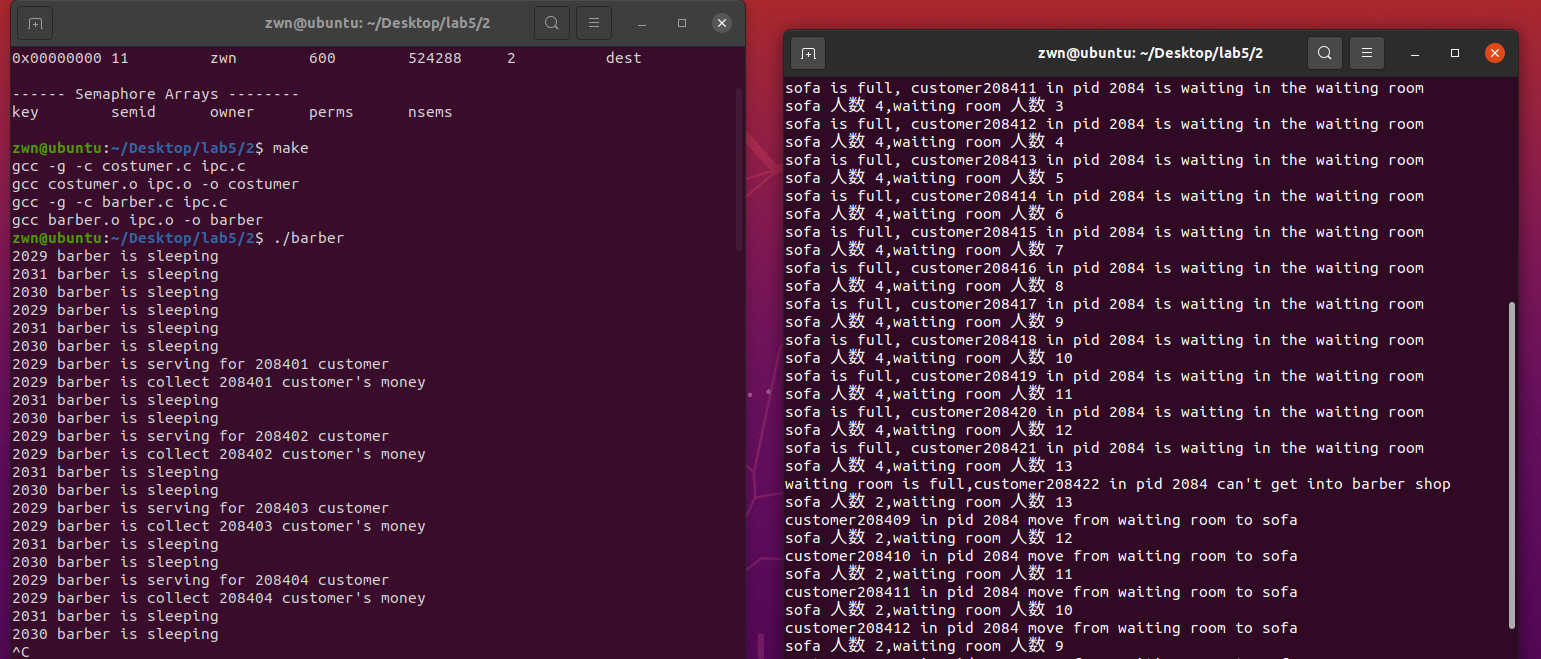 zwn@ubuntu: ~/Desktop/lab5/2
0x00000000 11 zwn 600 524288 2 dest
------ Semaphore Arrays --------
key semid owner perms nsems
zwn@ubuntu:~/Desktop/lab5/2$ make
gcc -g -c costumer.c ipc.c
gcc costumer.o ipc.o -o costumer
gcc -g -c barber.c ipc.c
gcc barber.o ipc.o -o barber
zwn@ubuntu:~/Desktop/lab5/2$ ./barber
2029 barber is sleeping
2031 barber is sleeping
2030 barber is sleeping
2029 barber is sleeping
2031 barber is sleeping
2030 barber is sleeping
2029 barber is serving for 208401 customer
2029 barber is collect 208401 customer's money
2031 barber is sleeping
2030 barber is sleeping
2029 barber is serving for 208402 customer
2029 barber is collect 208402 customer's money
2031 barber is sleeping
2030 barber is sleeping
2029 barber is serving for 208403 customer
2029 barber is collect 208403 customer's money
2031 barber is sleeping
2030 barber is sleeping
2029 barber is serving for 208404 customer
2029 barber is collect 208404 customer's money
2031 barber is sleeping
2030 barber is sleeping
^C
zwn@ubuntu: ~/Desktop/lab5/2
sofa is full, customer208411 in pid 2084 is waiting in the waiting room
sofa 人数 4,waiting room 人数 3
sofa is full, customer208412 in pid 2084 is waiting in the waiting room
sofa 人数 4,waiting room 人数 4
sofa is full, customer208413 in pid 2084 is waiting in the waiting room
sofa 人数 4,waiting room 人数 5
sofa is full, customer208414 in pid 2084 is waiting in the waiting room
sofa 人数 4,waiting room 人数 6
sofa is full, customer208415 in pid 2084 is waiting in the waiting room
sofa 人数 4,waiting room 人数 7
sofa is full, customer208416 in pid 2084 is waiting in the waiting room
sofa 人数 4,waiting room 人数 8
sofa is full, customer208417 in pid 2084 is waiting in the waiting room
sofa 人数 4,waiting room 人数 9
sofa is full, customer208418 in pid 2084 is waiting in the waiting room
sofa 人数 4,waiting room 人数 10
sofa is full, customer208419 in pid 2084 is waiting in the waiting room
sofa 人数 4,waiting room 人数 11
sofa is full, customer208420 in pid 2084 is waiting in the waiting room
sofa 人数 4,waiting room 人数 12
sofa is full, customer208421 in pid 2084 is waiting in the waiting room
sofa 人数 4,waiting room 人数 13
waiting room is full,customer208422 in pid 2084 can't get into barber shop
sofa 人数 2,waiting room 人数 13
customer208409 in pid 2084 move from waiting room to sofa
sofa 人数 2,waiting room 人数 12
customer208410 in pid 2084 move from waiting room to sofa
sofa 人数 2,waiting room 人数 11
customer208411 in pid 2084 move from waiting room to sofa
sofa 人数 2,waiting room 人数 10
customer208412 in pid 2084 move from waiting room to sofa
sofa 人数 2,waiting room 人数 9